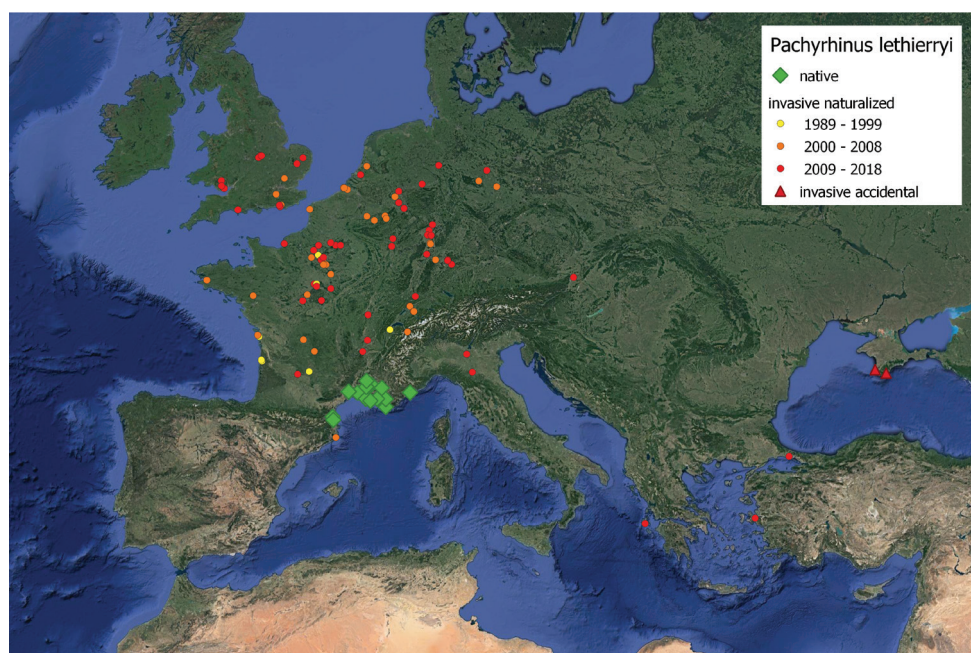 Pachyrhinus lethierryi
native
invasive naturalized
1989 - 1999
2000 - 2008
2009 - 2018
invasive accidental